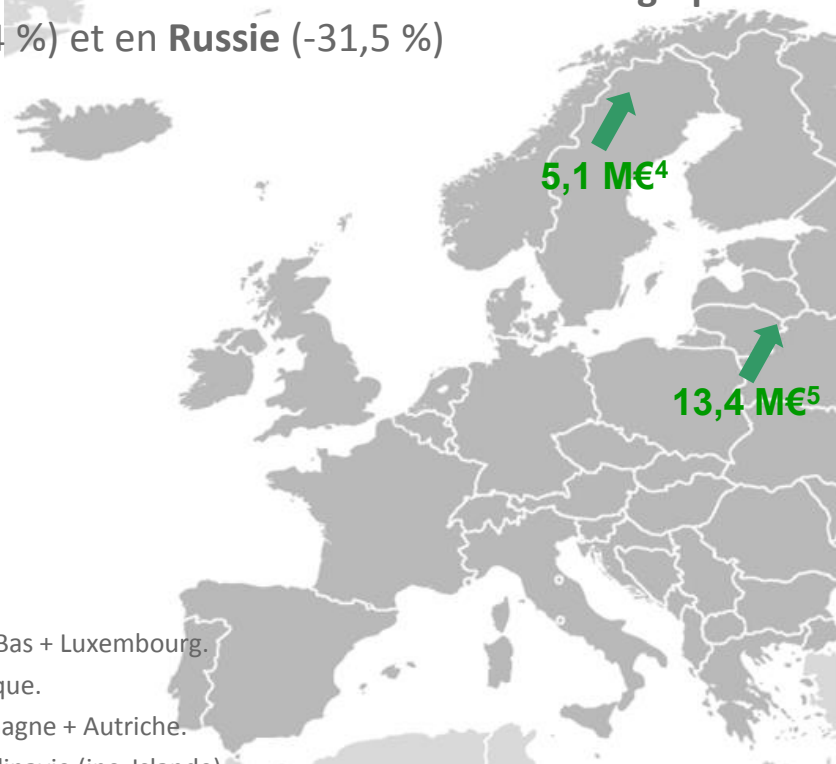 %) et en Russie (-31,5 %)
5,1 M€⁴
13,4 M€⁵
Bas + Luxembourg.
que.
agne + Autriche.